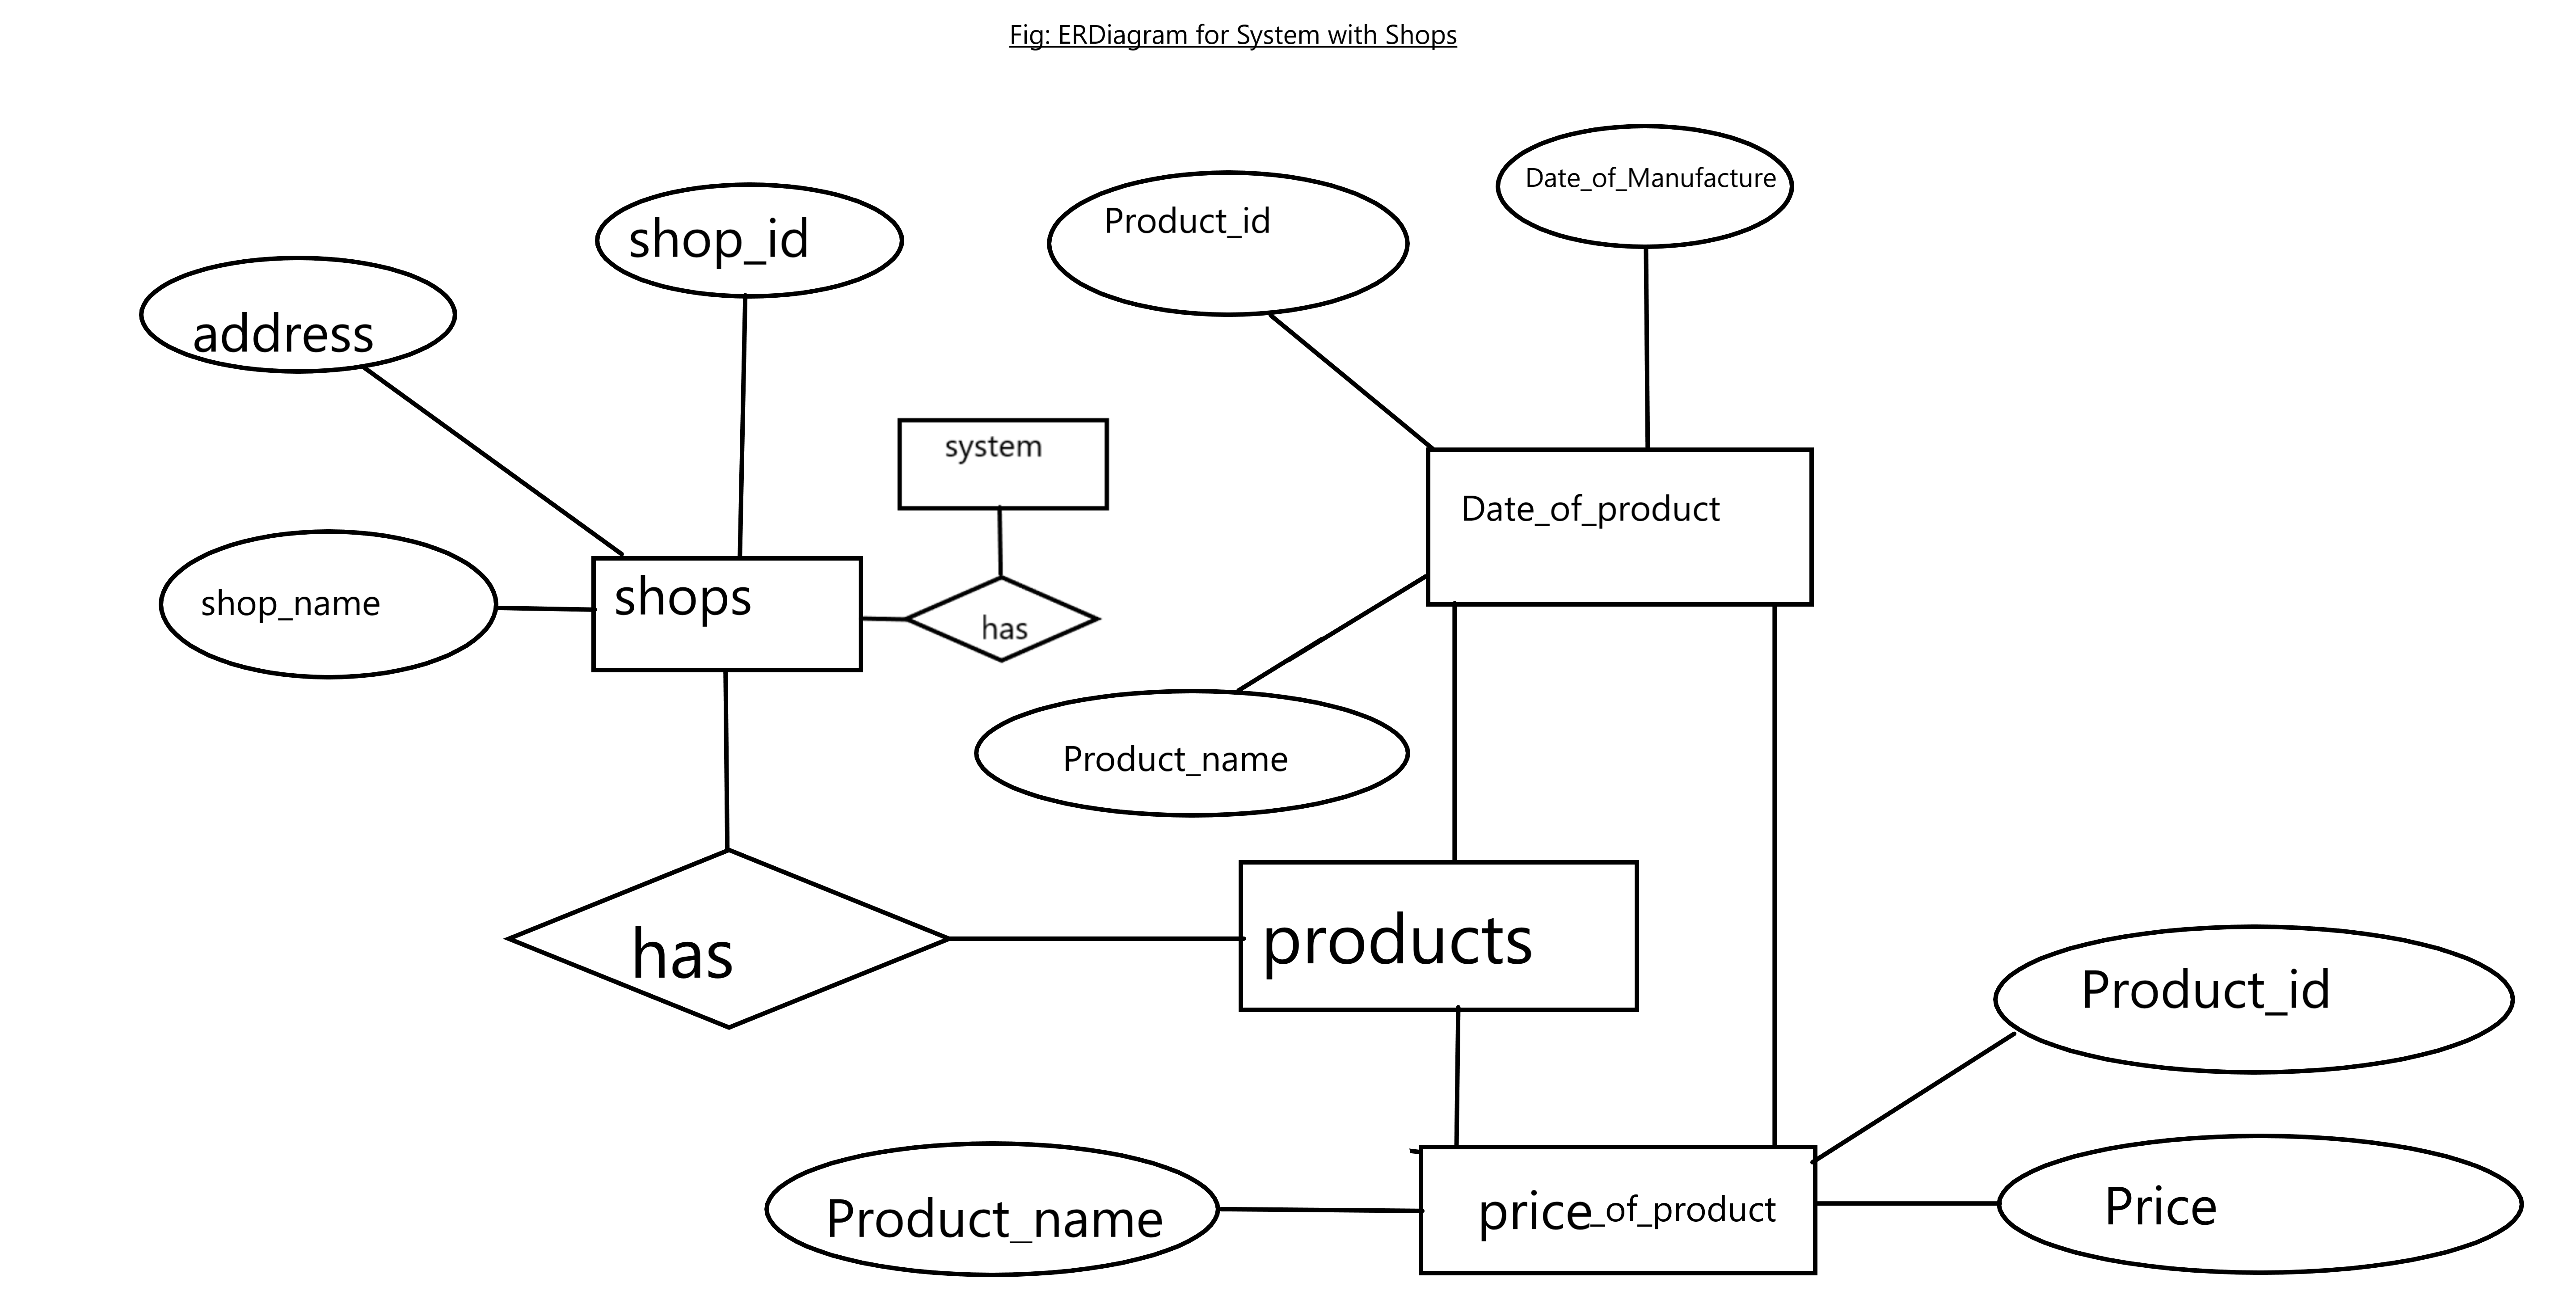 Fig: ERDiagram for System with Shops
Date_of_Manufacture
Product_id
shop_id
address
system
Date_of_product
shops
shop_name
has
Product_name
products
has
Product_id
price_of_product
Price
Product_name